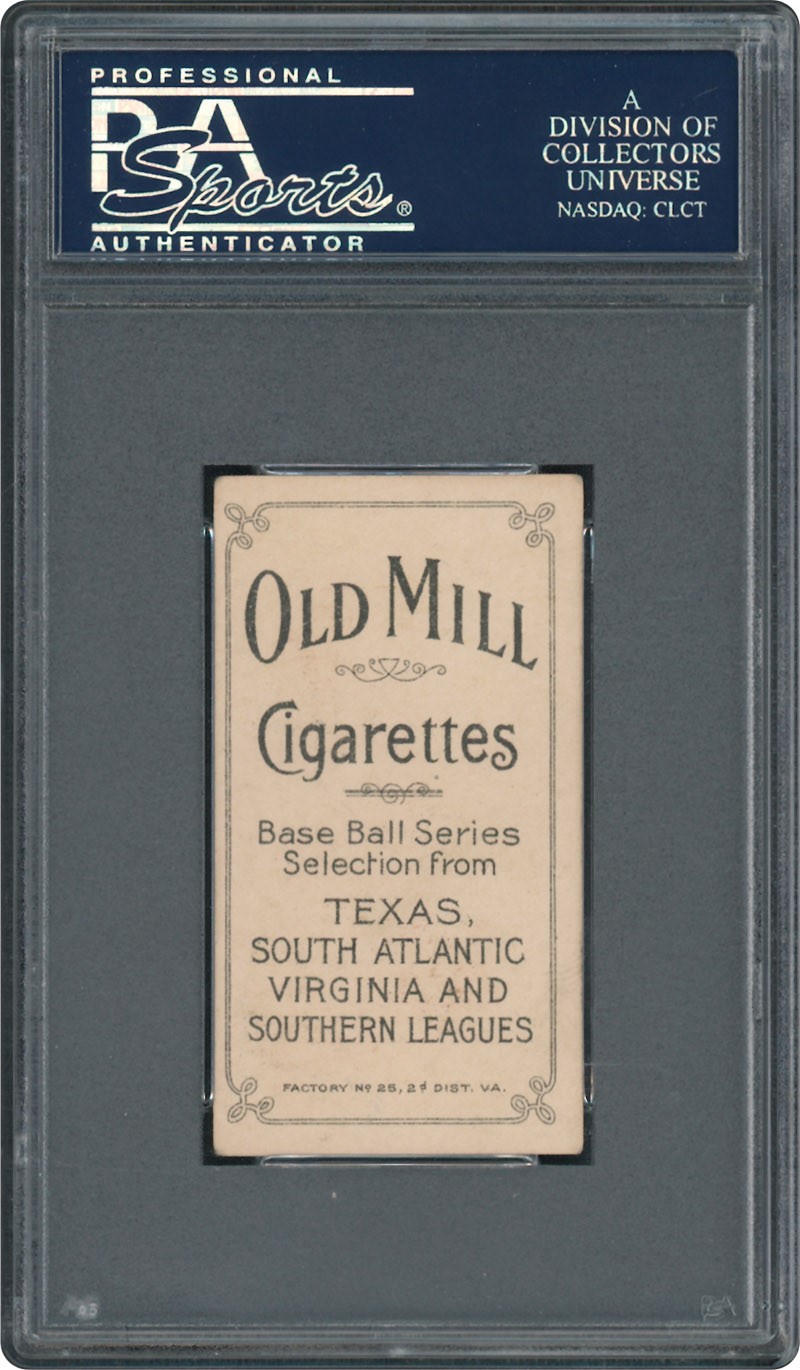 PROFESSIONAL
PSA
Sports®
AUTHENTICATOR
A
DIVISION OF
COLLECTORS
UNIVERSE
NASDAQ: CLCT
OLD MILL
Cigarettes
Base Ball Series
Selection from
TEXAS,
SOUTH ATLANTIC
VIRGINIA AND
SOUTHERN LEAGUES
FACTORY Nº 25, 2ᵈ DIST. VA.
PSA